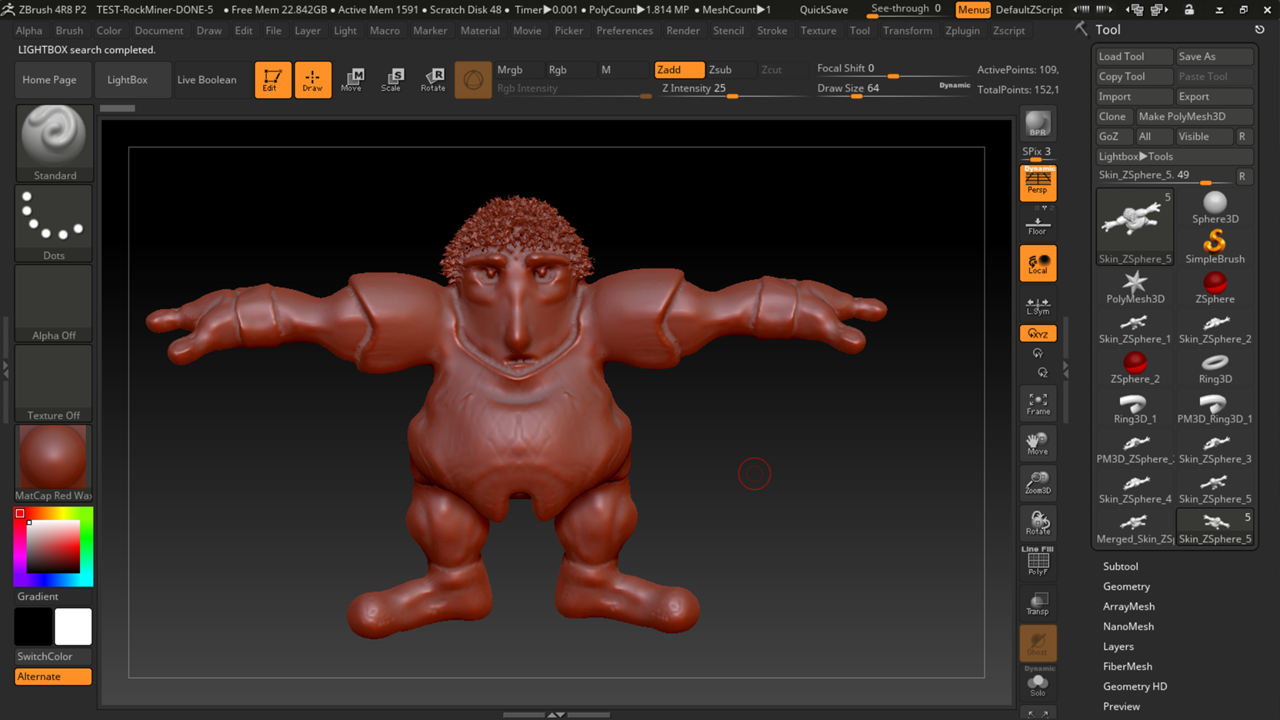 ZBrush 4R8 P2 TEST-RockMiner-DONE-5 ● Free Mem 22.842GB ● Active Mem 1591 ● Scratch Disk 48 ● Timer▶0.001 ● PolyCount▶1.814 MP ● MeshCount▶1 QuickSave See-through 0 Menus DefaultZScript
Alpha Brush Color Document Draw Edit File Layer Light Macro Marker Material Movie Picker Preferences Render Stencil Stroke Texture Tool Transform Zplugin Zscript
Tool
LIGHTBOX search completed.
Home Page LightBox Live Boolean Edit Draw Move Scale Rotate
M S R
Mrgb Rgb M Zadd Zsub Zcut Focal Shift 0 ActivePoints: 109,
Rgb Intensity Z Intensity 25 Draw Size 64 Dynamic TotalPoints: 152,1
Standard
Dots
Alpha Off
Texture Off
MatCap Red Wax
Gradient
SwitchColor
Alternate
BPR
SPix 3
Dynamic
Persp
Floor
Local
L.Sym
XYZ
Y
Z
Frame
Move
Zoom3D
Rotate
Line Fill
PolyF
Transp
Ghost
Dynamic
Solo
Load Tool Save As
Copy Tool Paste Tool
Import Export
Clone Make PolyMesh3D
GoZ All Visible R
Lightbox▶Tools
Skin_ZSphere_5. 49 R
5
Sphere3D
Skin_ZSphere_5 SimpleBrush
PolyMesh3D ZSphere
Skin_ZSphere_1 Skin_ZSphere_2
ZSphere_2 Ring3D
Ring3D_1 PM3D_Ring3D_1
PM3D_ZSphere_ Skin_ZSphere_3
Skin_ZSphere_4 Skin_ZSphere_5
5
Merged_Skin_ZSp Skin_ZSphere_5
Subtool
Geometry
ArrayMesh
NanoMesh
Layers
FiberMesh
Geometry HD
Preview